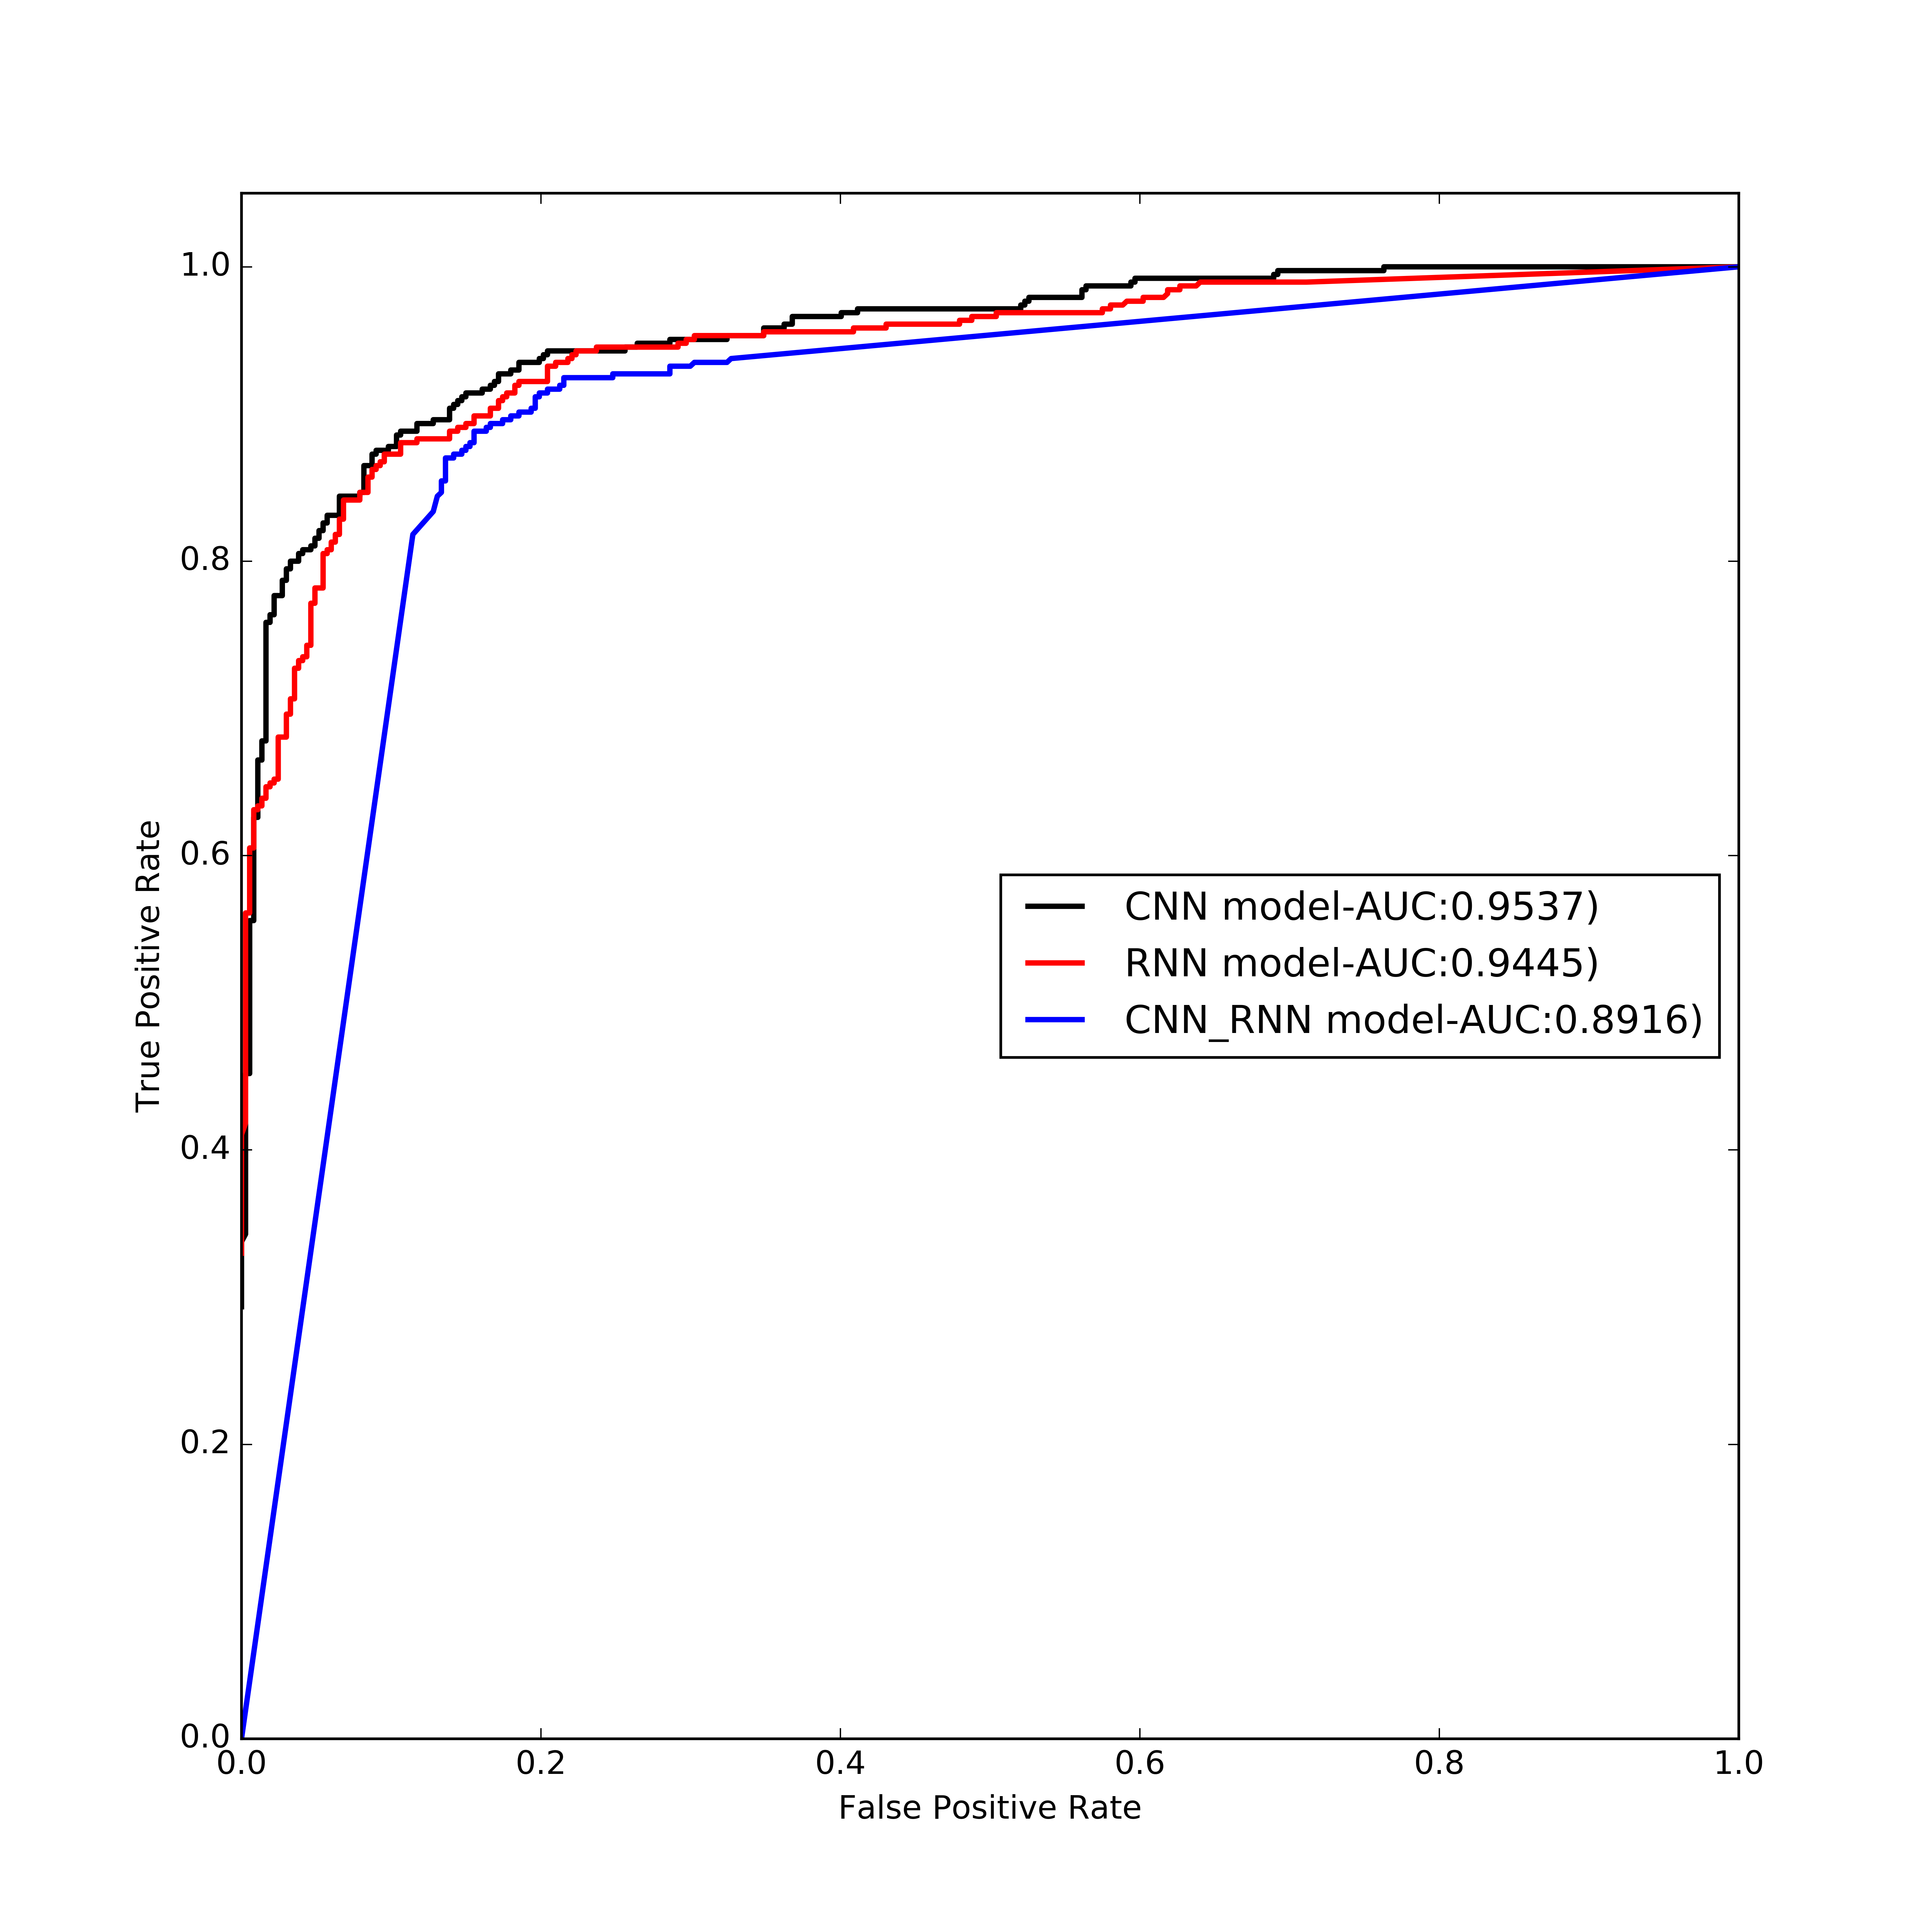 1.0
0.8
0.6
0.4
0.2
0.0
True Positive Rate
CNN model-AUC:0.9537)
RNN model-AUC:0.9445)
CNN_RNN model-AUC:0.8916)
0.0 0.2 0.4 0.6 0.8 1.0
False Positive Rate